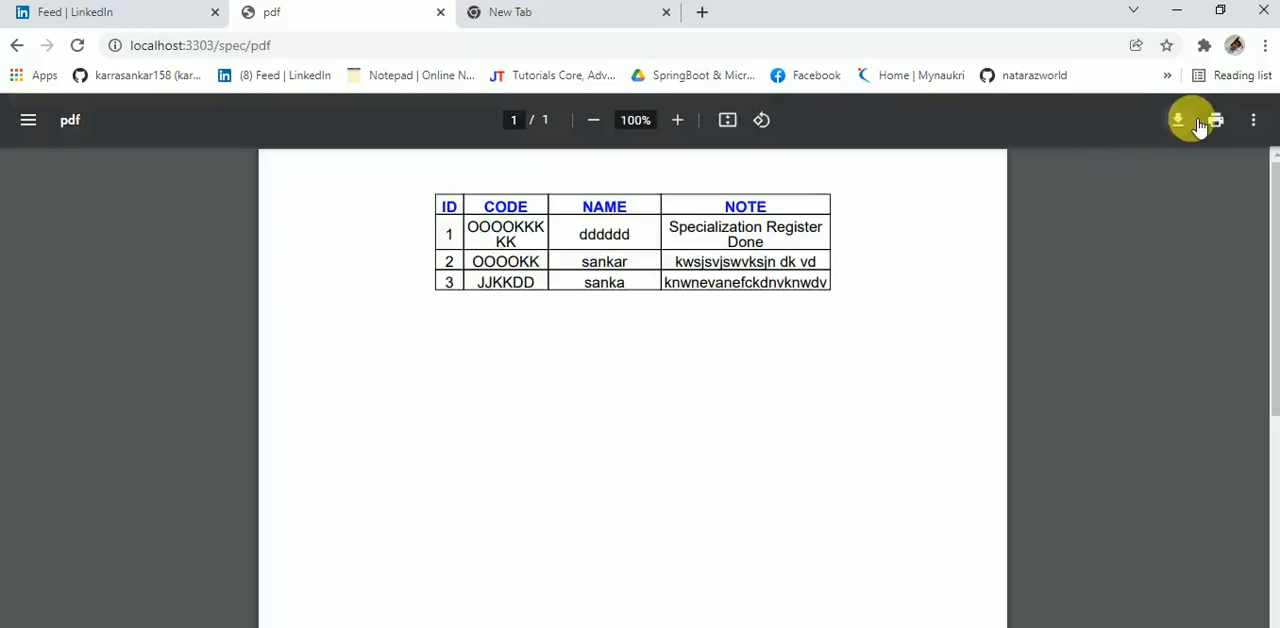 Feed | LinkedIn
pdf
New Tab
localhost:3303/spec/pdf
Apps
karrasankar158 (kar...
(8) Feed | LinkedIn
Notepad | Online N...
JT Tutorials Core, Adv...
SpringBoot & Micr...
Facebook
Home | Mynaukri
natarazworld
»
Reading list
pdf
1 / 1
100%
ID CODE NAME NOTE
1 OOOOKKK dddddd Specialization Register
KK Done
2 OOOOKK sankar kwsjsvjswvksjn dk vd
3 JJKKDD sanka knwnevanefckdnvknwdv